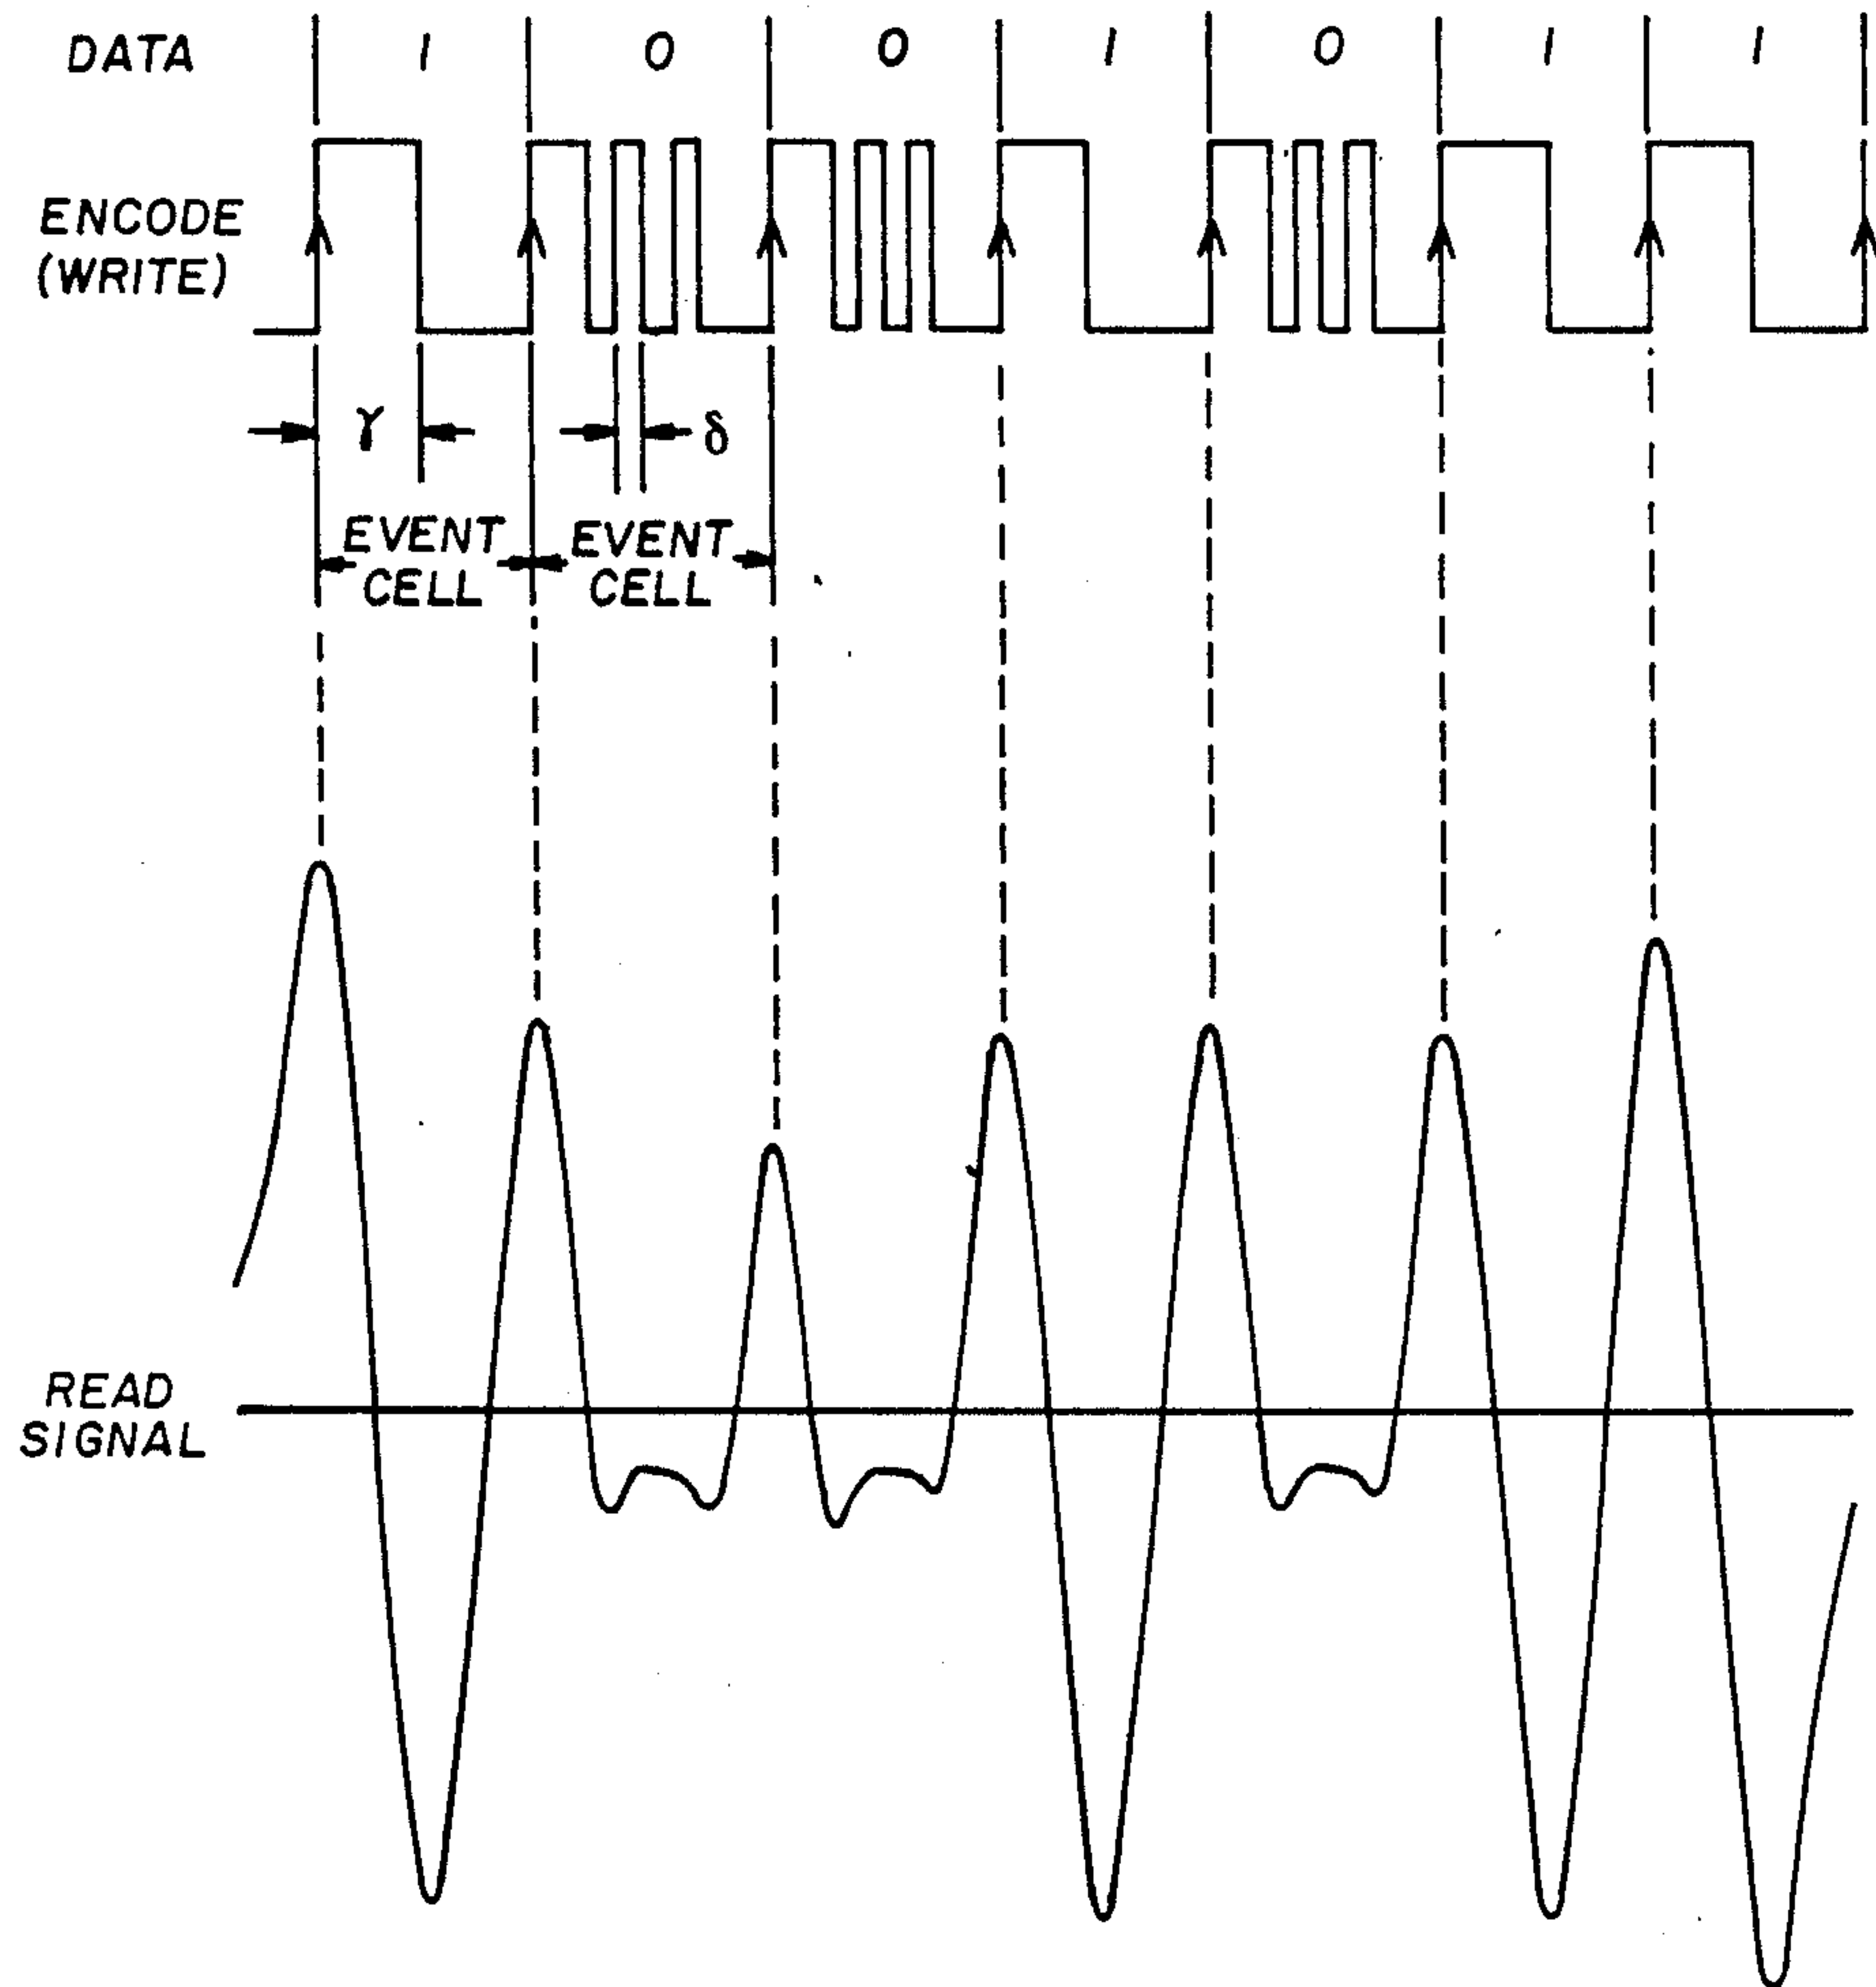 DATA 1 0 0 1 0 1 1
ENCODE
(WRITE)
γ δ
EVENT EVENT
CELL CELL
READ
SIGNAL